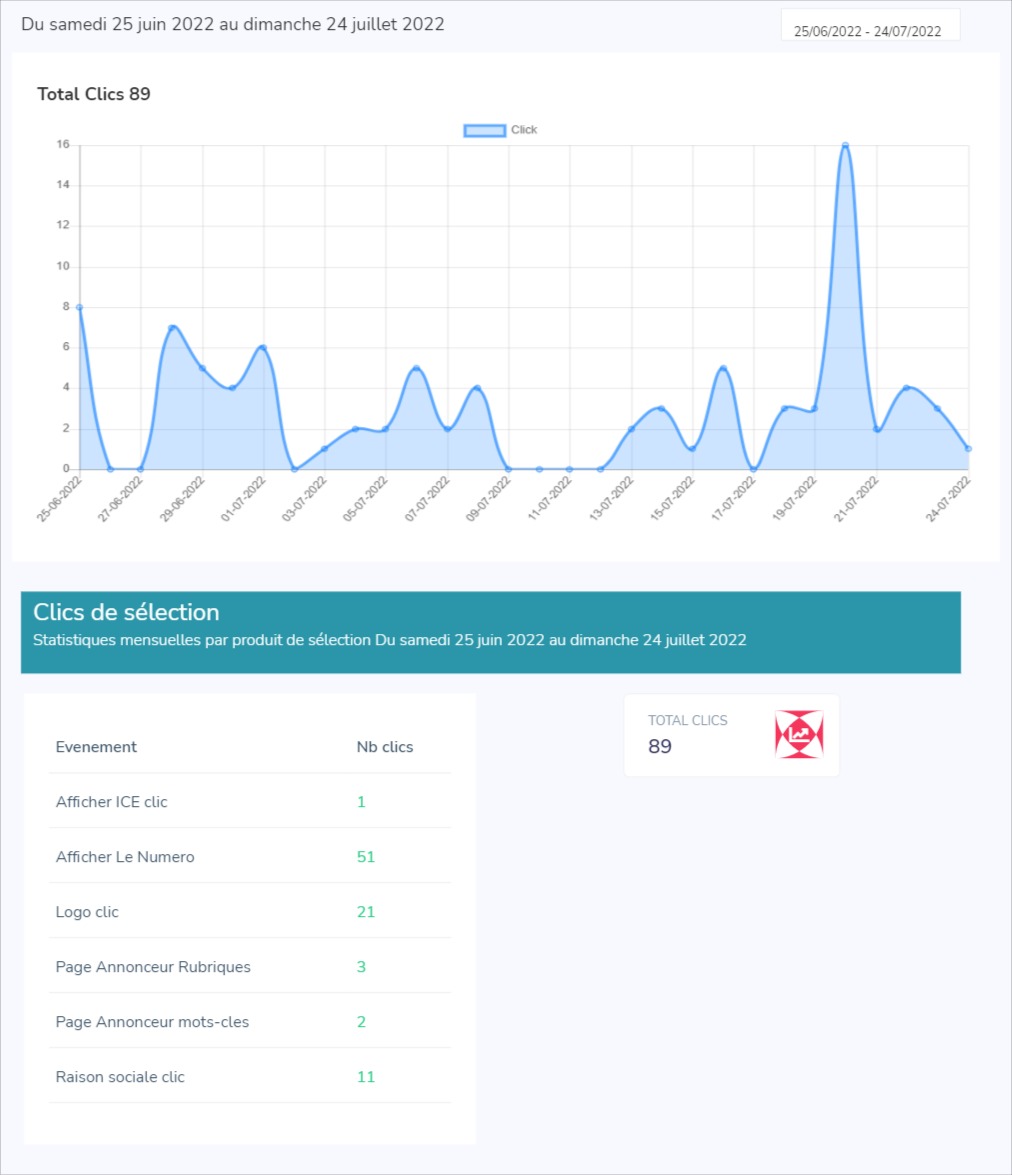 Du samedi 25 juin 2022 au dimanche 24 juillet 2022
25/06/2022 - 24/07/2022
Total Clics 89
Click
16
14
12
10
8
6
4
2
0
25-06-2022
27-06-2022
29-06-2022
01-07-2022
03-07-2022
05-07-2022
07-07-2022
09-07-2022
11-07-2022
13-07-2022
15-07-2022
17-07-2022
19-07-2022
21-07-2022
24-07-2022
Clics de sélection
Statistiques mensuelles par produit de sélection Du samedi 25 juin 2022 au dimanche 24 juillet 2022
TOTAL CLICS
89
Evenement Nb clics
Afficher ICE clic 1
Afficher Le Numero 51
Logo clic 21
Page Annonceur Rubriques 3
Page Annonceur mots-cles 2
Raison sociale clic 11